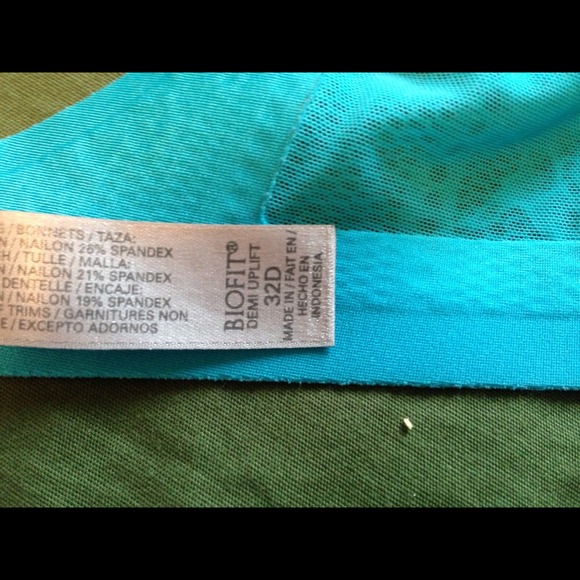 / BONNETS / TAZA:
/ NAILON 26% SPANDEX
/ TULLE / MALLA:
/ NAILON 21% SPANDEX
DENTELLE / ENCAJE:
/ NAILON 19% SPANDEX
TRIMS / GARNITURES NON
/ EXCEPTO ADORNOS
BIOFIT®
DEMI UPLIFT
32D
MADE IN / FAIT EN /
HECHO EN
INDONESIA